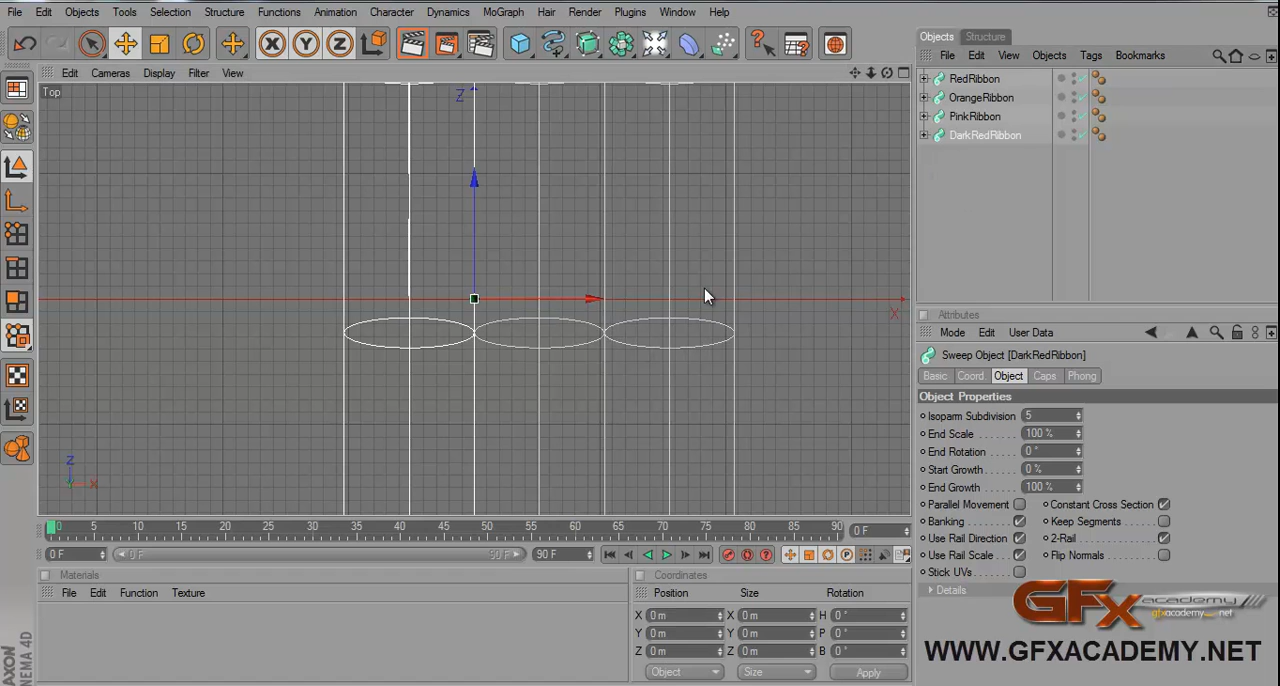 File Edit Objects Tools Selection Structure Functions Animation Character Dynamics MoGraph Hair Render Plugins Window Help
X Y Z
Objects Structure
File Edit View Objects Tags Bookmarks
Edit Cameras Display Filter View
Top
Z
X
Z
X
RedRibbon
OrangeRibbon
PinkRibbon
DarkRedRibbon
Attributes
Mode Edit User Data
Sweep Object [DarkRedRibbon]
Basic Coord. Object Caps Phong
Object Properties
Isoparm Subdivision 5
End Scale 100 %
End Rotation 0 °
Start Growth 0 %
End Growth 100 %
Parallel Movement Constant Cross Section
Banking Keep Segments
Use Rail Direction 2-Rail
Use Rail Scale Flip Normals
Stick UVs
Details
0 5 10 15 20 25 30 35 40 45 50 55 60 65 70 75 80 85 90 0 F
0 F 0 F 90 F 90 F
Materials
File Edit Function Texture
Coordinates
Position Size Rotation
X 0 m X 0 m H 0 °
Y 0 m Y 0 m P 0 °
Z 0 m Z 0 m B 0 °
Object Size Apply
GFx academy
gfxacademy.net
WWW.GFXACADEMY.NET